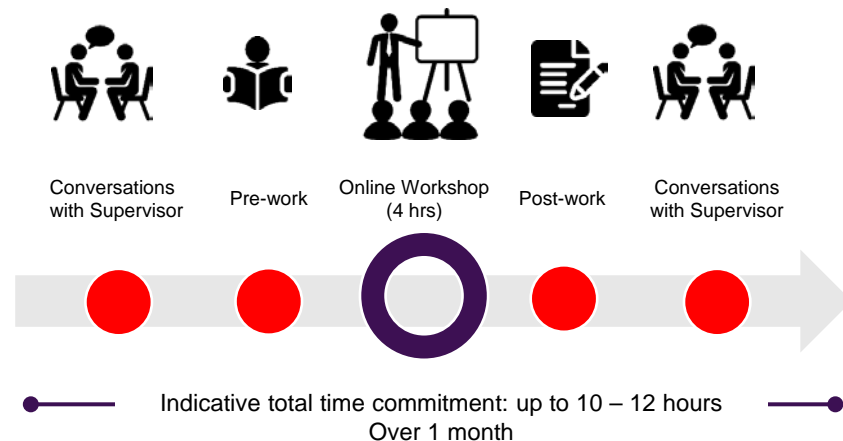 Conversations
with Supervisor
Pre-work
Online Workshop
(4 hrs)
Post-work
Conversations
with Supervisor
Indicative total time commitment: up to 10 – 12 hours
Over 1 month